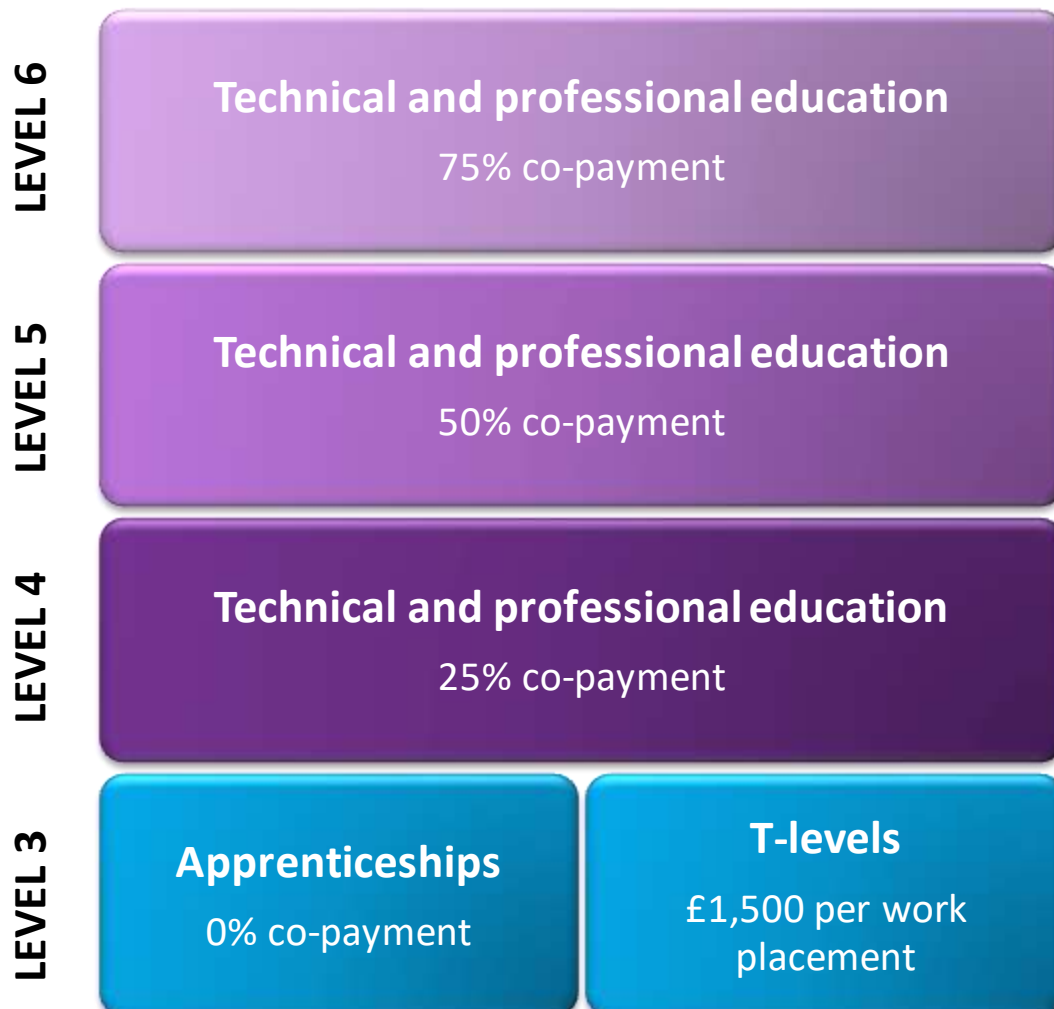 LEVEL 6
Technical and professional education
75% co-payment
LEVEL 5
Technical and professional education
50% co-payment
LEVEL 4
Technical and professional education
25% co-payment
LEVEL 3
Apprenticeships
0% co-payment
T-levels
£1,500 per work
placement